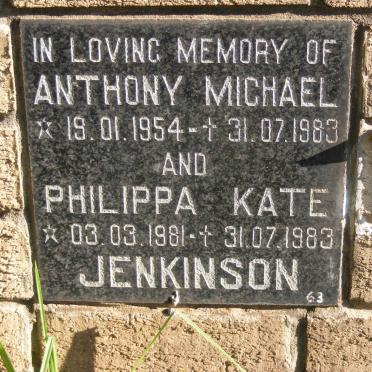 IN LOVING MEMORY OF
ANTHONY MICHAEL
☆ 19.01.1954 - † 31.07.1983
AND
PHILIPPA KATE
☆ 03.03.1981 - † 31.07.1983
JENKINSON
63